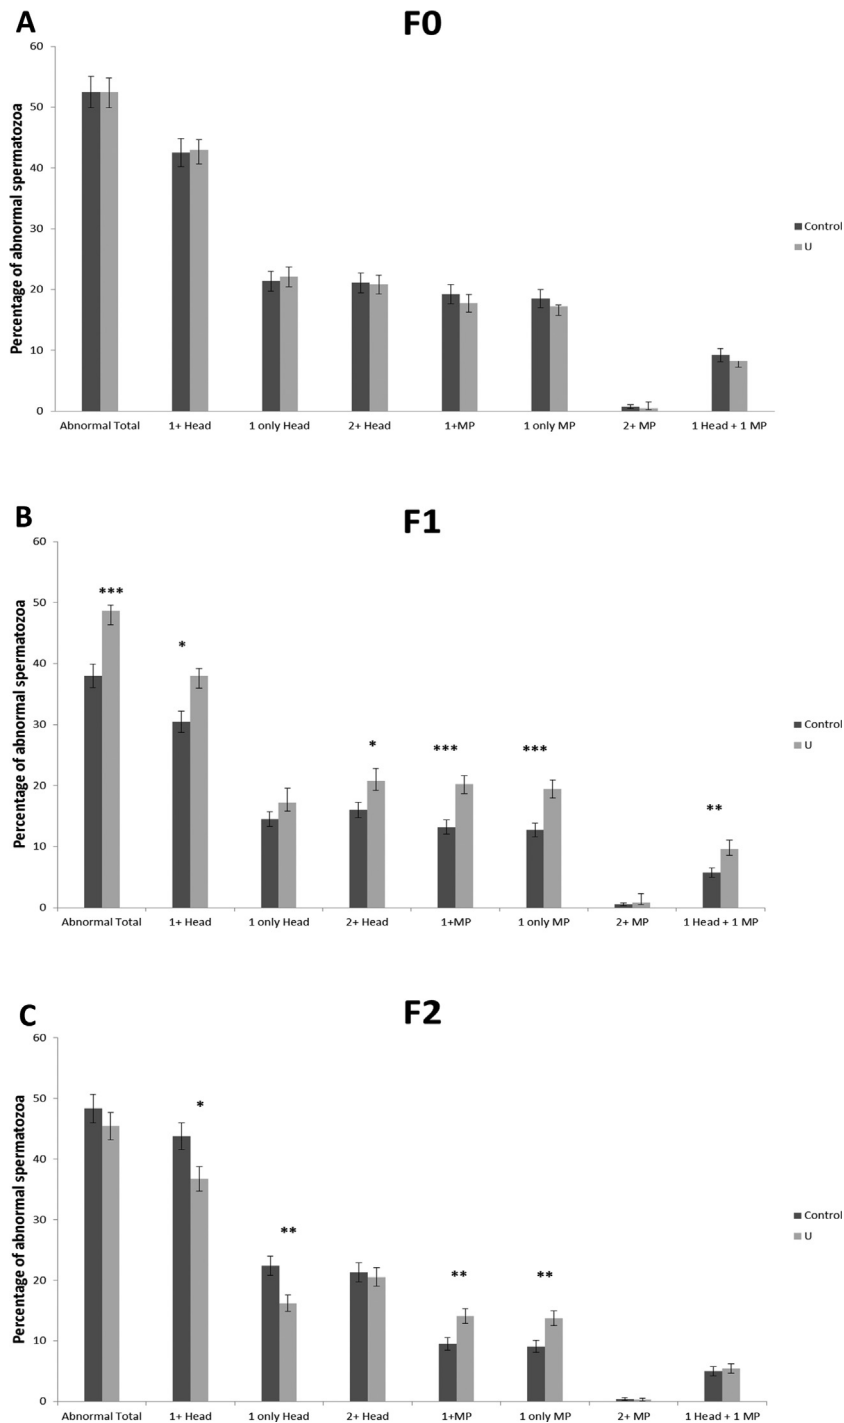 A
F0
Percentage of abnormal spermatozoa
60
50
40
30
20
10
0
Abnormal Total 1+ Head 1 only Head 2+ Head 1+MP 1 only MP 2+ MP 1 Head + 1 MP
Control
U
B
F1
Percentage of abnormal spermatozoa
60
50
40
30
20
10
0
***
*
*
***
***
**
Abnormal Total 1+ Head 1 only Head 2+ Head 1+MP 1 only MP 2+ MP 1 Head + 1 MP
Control
U
C
F2
Percentage of abnormal spermatozoa
60
50
40
30
20
10
0
*
**
**
**
Abnormal Total 1+ Head 1 only Head 2+ Head 1+MP 1 only MP 2+ MP 1 Head + 1 MP
Control
U